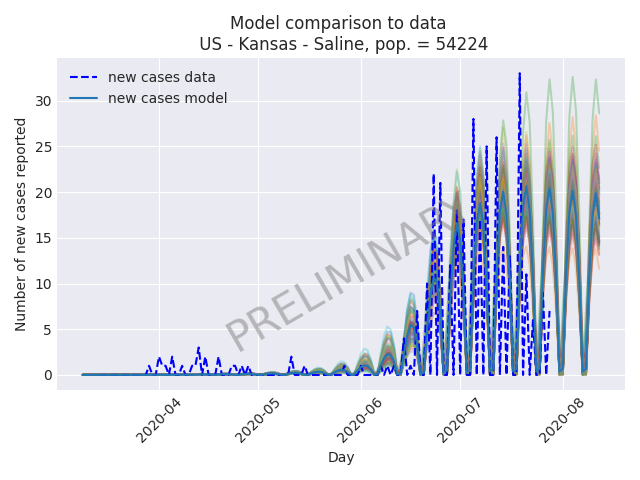 Model comparison to data
US - Kansas - Saline, pop. = 54224
new cases data
new cases model
Number of new cases reported
30
25
20
15
10
5
0
PRELIMINARY
2020-04
2020-05
2020-06
2020-07
2020-08
Day